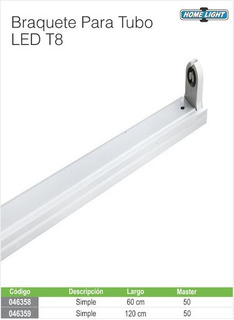 Braquete Para Tubo
LED T8
HOME LIGHT
Código Descripción Largo Master
046358 Simple 60 cm 50
046359 Simple 120 cm 50